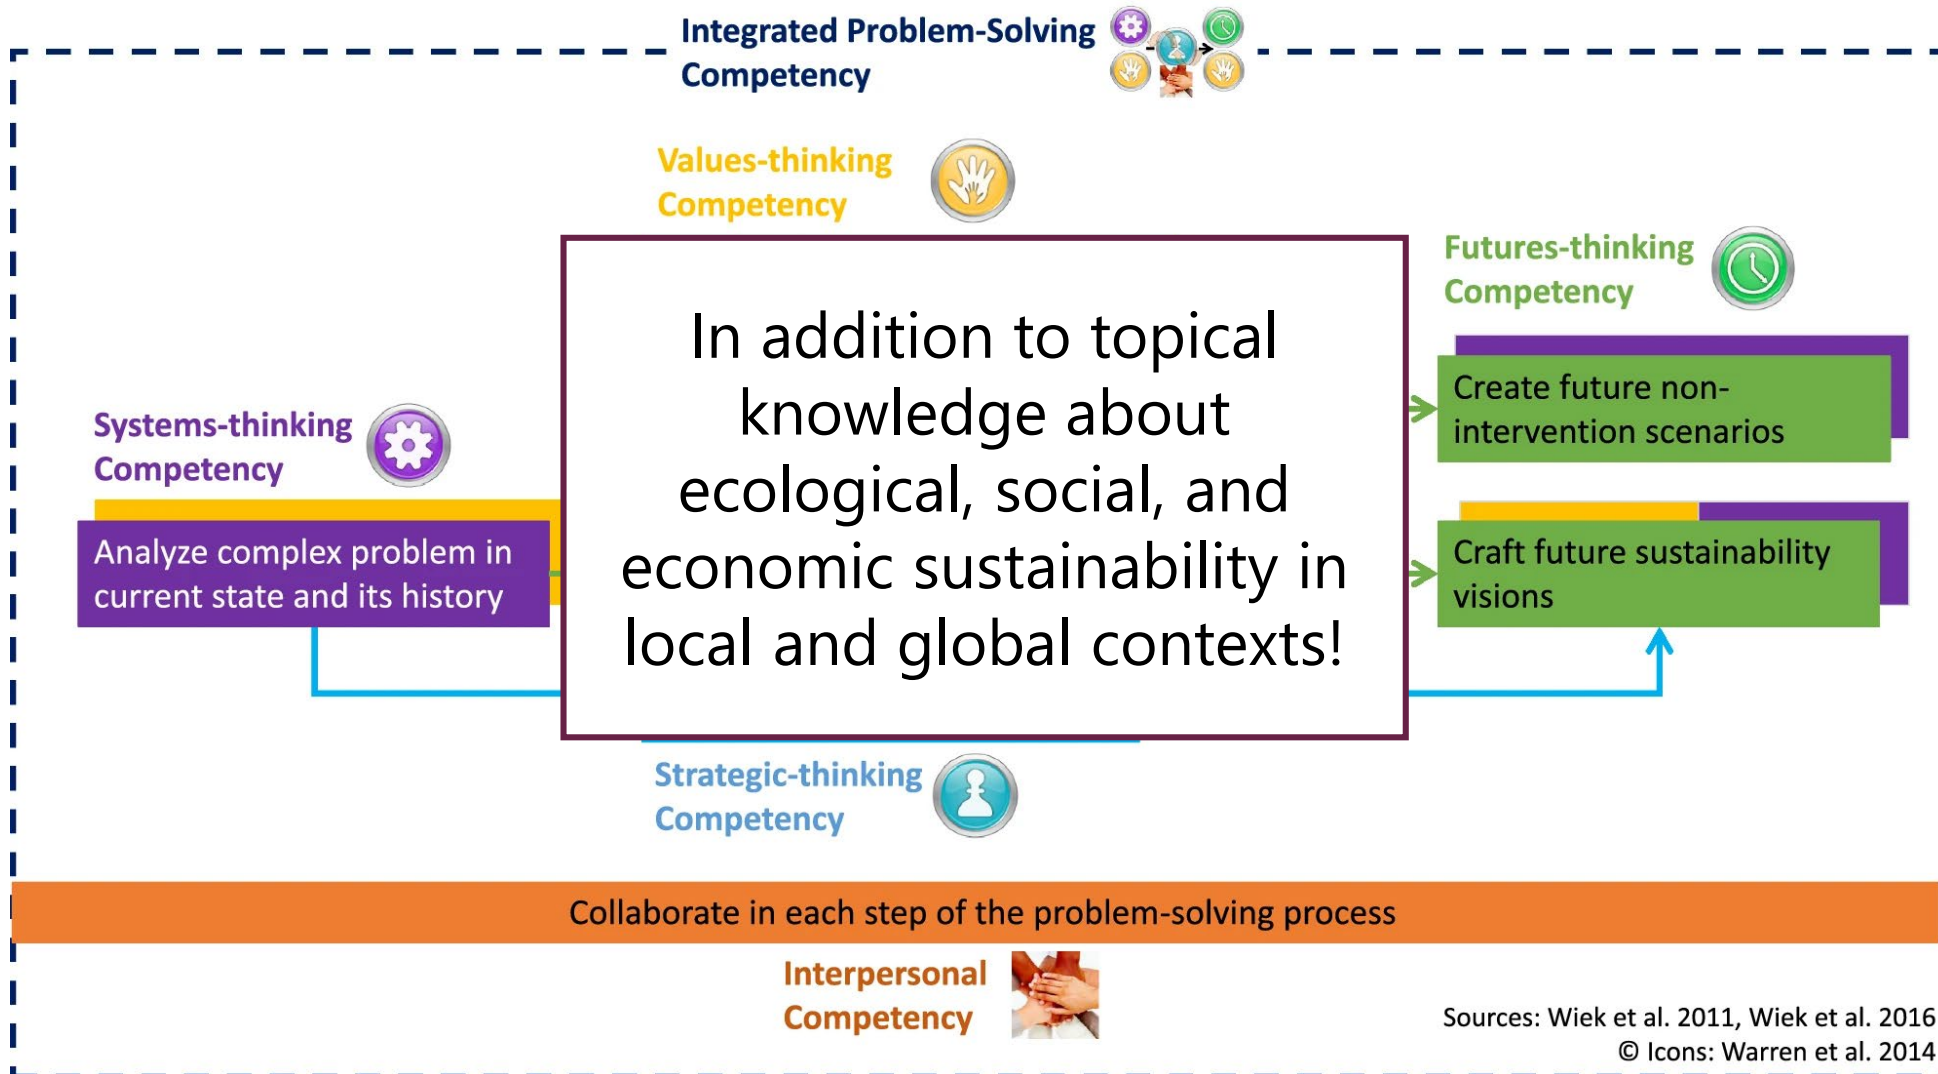 Integrated Problem-Solving
Competency
Values-thinking
Competency
Futures-thinking
Competency
In addition to topical
knowledge about
ecological, social, and
economic sustainability in
local and global contexts!
Create future non-
intervention scenarios
Systems-thinking
Competency
Analyze complex problem in
current state and its history
Craft future sustainability
visions
Strategic-thinking
Competency
Collaborate in each step of the problem-solving process
Interpersonal
Competency
Sources: Wiek et al. 2011, Wiek et al. 2016
© Icons: Warren et al. 2014